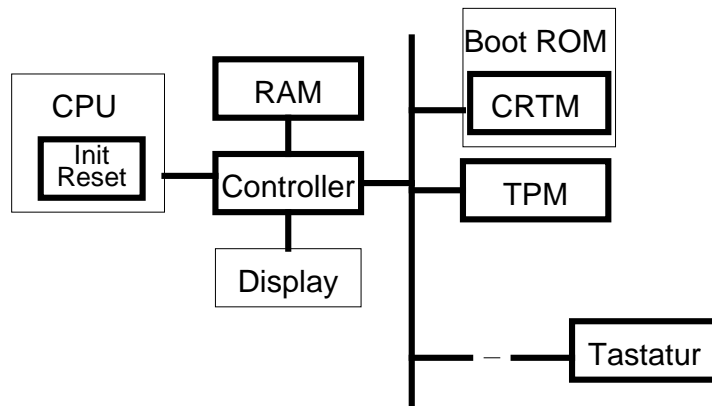 Boot ROM
CPU
RAM
CRTM
Init
Reset
Controller
TPM
Display
Tastatur